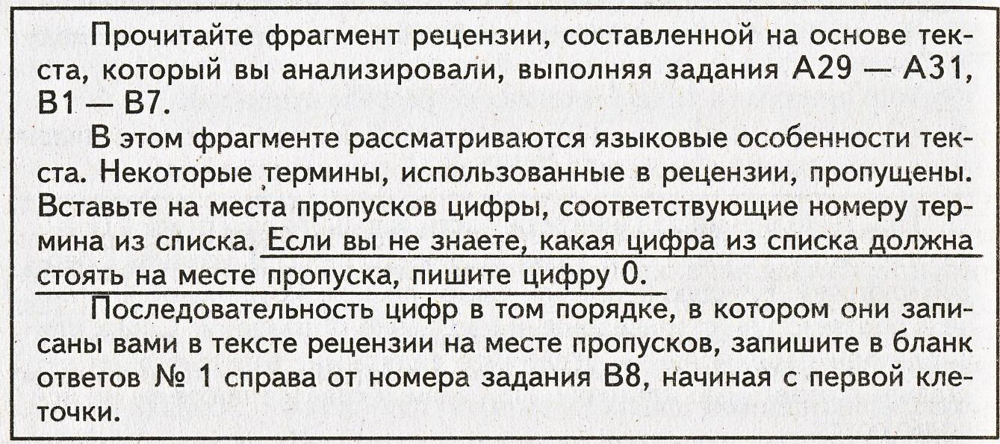 Прочитайте фрагмент рецензии, составленной на основе тек-
ста, который вы анализировали, выполняя задания А29 — А31,
В1 — В7.
В этом фрагменте рассматриваются языковые особенности тек-
ста. Некоторые термины, использованные в рецензии, пропущены.
Вставьте на места пропусков цифры, соответствующие номеру тер-
мина из списка. Если вы не знаете, какая цифра из списка должна
стоять на месте пропуска, пишите цифру 0.
Последовательность цифр в том порядке, в котором они запи-
саны вами в тексте рецензии на месте пропусков, запишите в бланк
ответов № 1 справа от номера задания В8, начиная с первой кле-
точки.